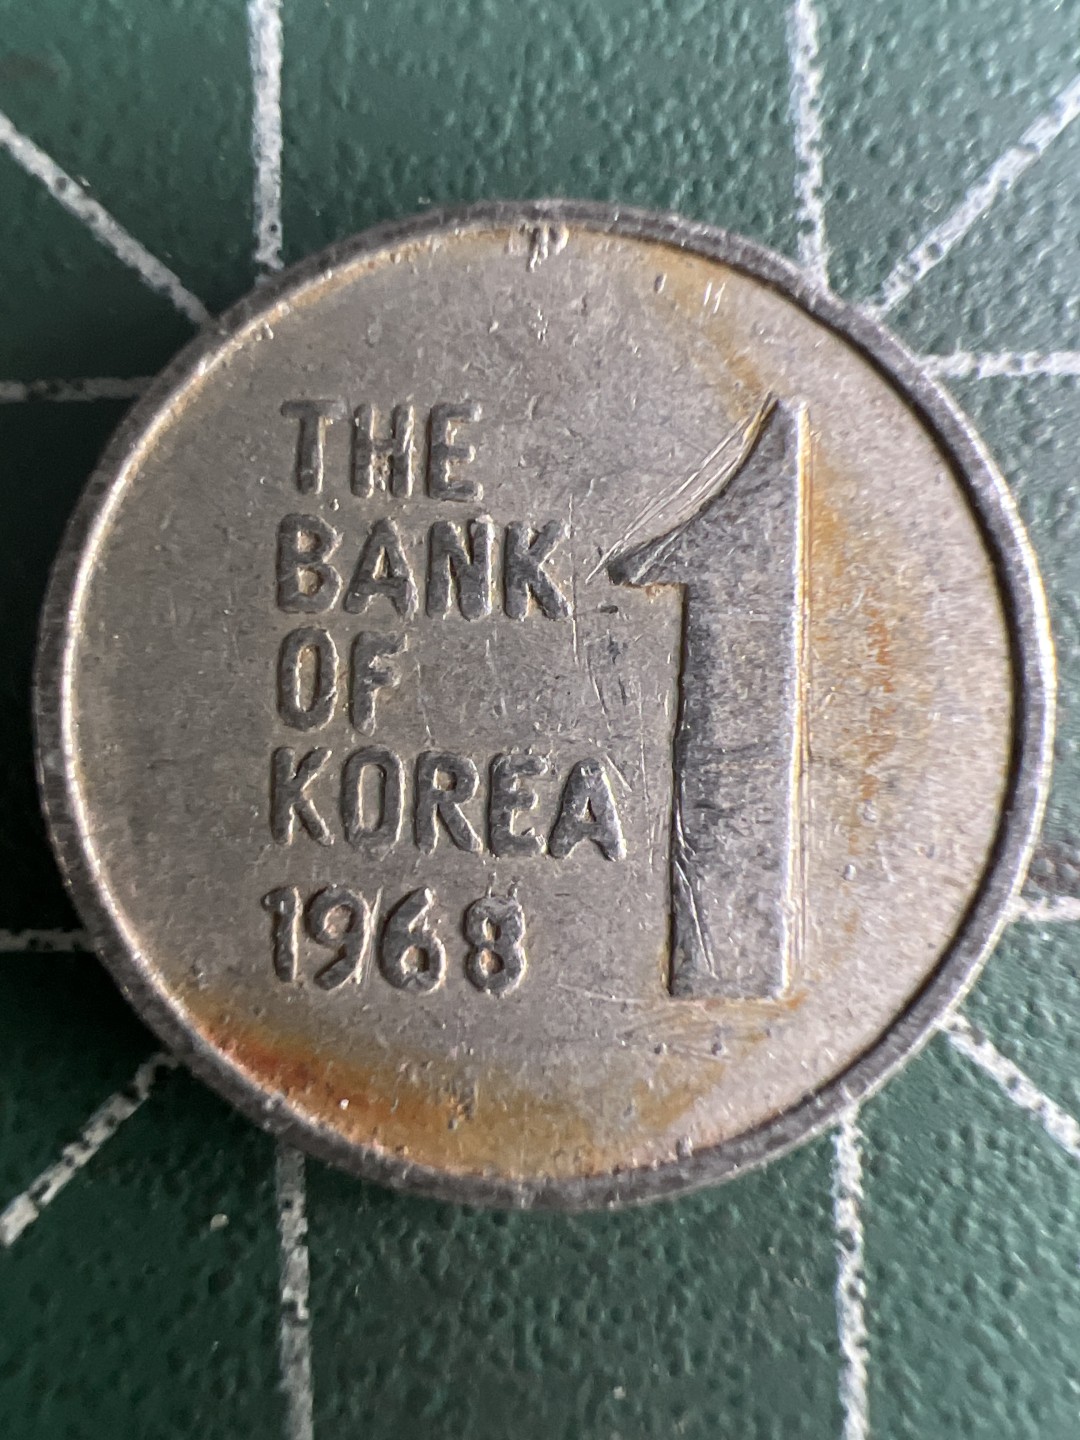 THE
BANK
OF
KOREA
1968
1